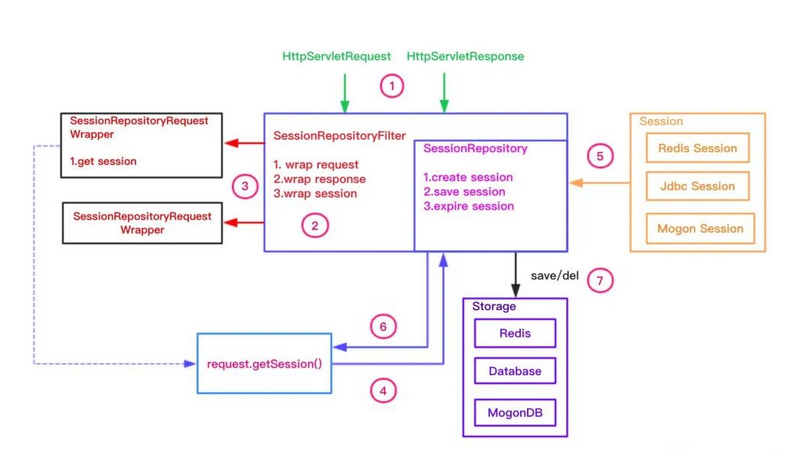 HttpServletRequest HttpServletResponse
1
SessionRepositoryRequest
Wrapper
1.get session
SessionRepositoryFilter
1. wrap request
2.wrap response
3.wrap session
2
SessionRepository
1.create session
2.save session
3.expire session
3
SessionRepositoryRequest
Wrapper
5
Session
Redis Session
Jdbc Session
Mogon Session
save/del
7
6
request.getSession()
4
Storage
Redis
Database
MogonDB